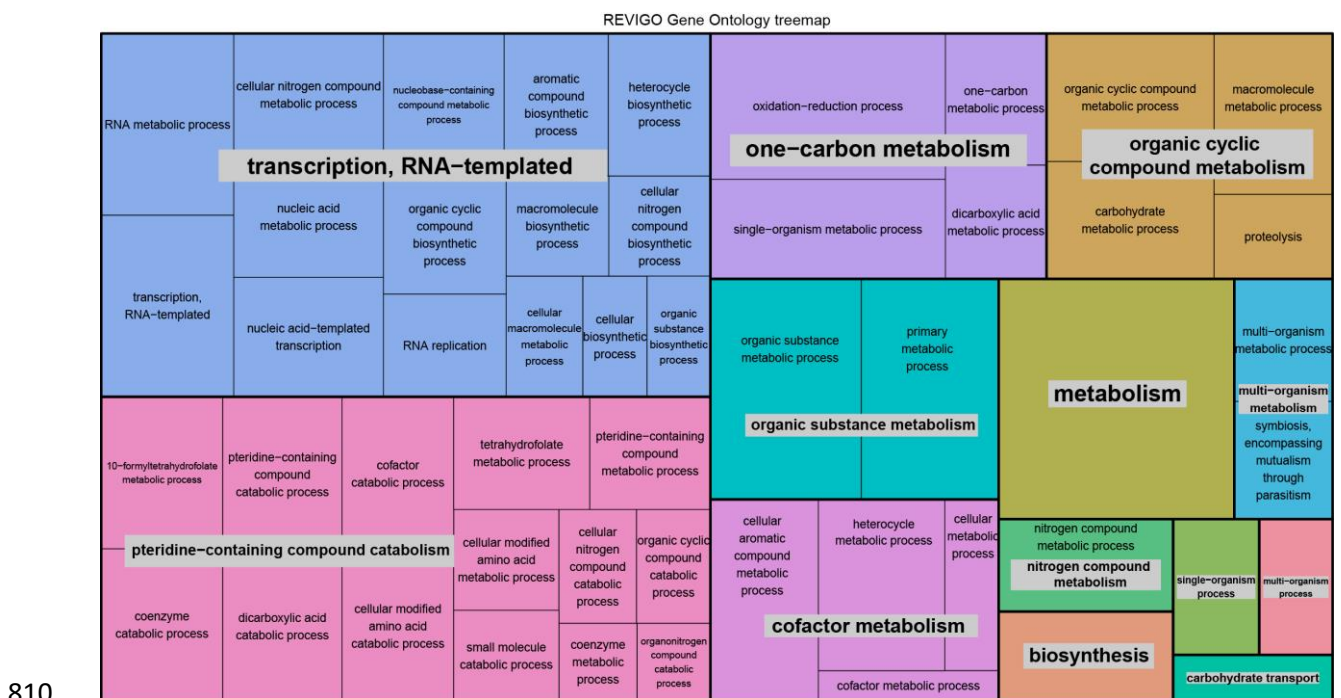 REVIGO Gene Ontology treemap
RNA metabolic process
cellular nitrogen compound
metabolic process
nucleobase−containing
compound metabolic
process
aromatic
compound
biosynthetic
process
heterocycle
biosynthetic
process
transcription, RNA−templated
nucleic acid
metabolic process
organic cyclic
compound
biosynthetic
process
macromolecule
biosynthetic
process
cellular
nitrogen
compound
biosynthetic
process
transcription,
RNA−templated
nucleic acid−templated
transcription
RNA replication
cellular
macromolecule
metabolic
process
cellular
biosynthetic
process
organic
substance
biosynthetic
process
oxidation−reduction process
one−carbon
metabolic process
one−carbon metabolism
single−organism metabolic process
dicarboxylic acid
metabolic process
organic cyclic compound
metabolic process
macromolecule
metabolic process
organic cyclic
compound metabolism
carbohydrate
metabolic process
proteolysis
organic substance
metabolic process
primary
metabolic
process
organic substance metabolism
metabolism
multi−organism
metabolic process
multi−organism
metabolism
symbiosis,
encompassing
mutualism
through
parasitism
10−formyltetrahydrofolate
metabolic process
pteridine−containing
compound
catabolic process
cofactor
catabolic process
tetrahydrofolate
metabolic process
pteridine−containing
compound
metabolic process
pteridine−containing compound catabolism
cellular modified
amino acid
metabolic process
cellular
nitrogen
compound
catabolic
process
organic cyclic
compound
catabolic
process
coenzyme
catabolic process
dicarboxylic acid
catabolic process
cellular modified
amino acid
catabolic process
small molecule
catabolic process
coenzyme
metabolic
process
organonitrogen
compound
catabolic
process
cellular
aromatic
compound
metabolic
process
heterocycle
metabolic process
cellular
metabolic
process
cofactor metabolism
cofactor metabolic process
nitrogen compound
metabolic process
nitrogen compound
metabolism
single−organism
process
multi−organism
process
biosynthesis
carbohydrate transport
810